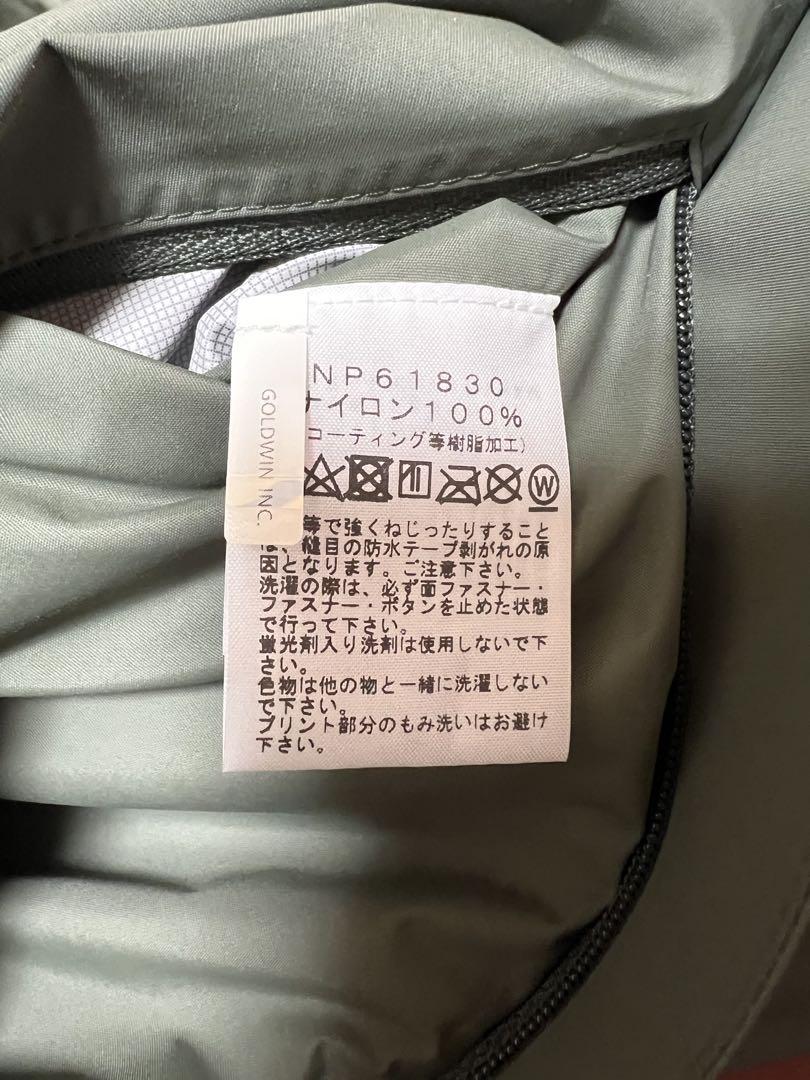 NP61830
ナイロン100%
コーティング等樹脂加工)
GOLDWIN INC.
W
等で強くねじったりすること
は、縫目の防水テープ剥がれの原
因となります。ご注意下さい。
洗濯の際は、必ず面ファスナー・
ファスナー・ボタンを止めた状態
で行って下さい。
蛍光剤入り洗剤は使用しないで下
さい。
色物は他の物と一緒に洗濯しない
で下さい。
プリント部分のもみ洗いはお避け
下さい。